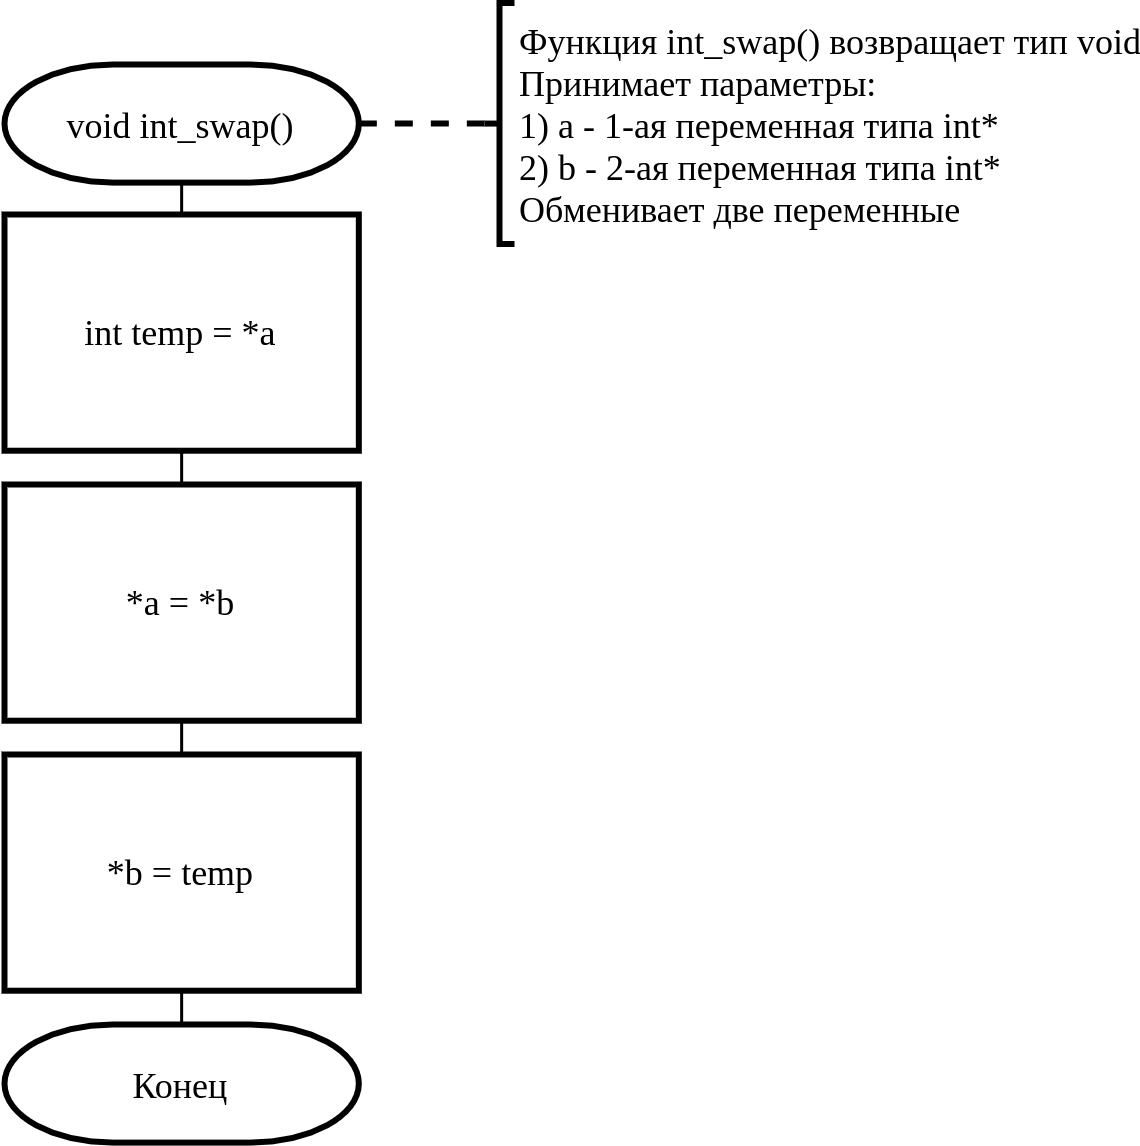 void int_swap()
Функция int_swap() возвращает тип void
Принимает параметры:
1) a - 1-ая переменная типа int*
2) b - 2-ая переменная типа int*
Обменивает две переменные
int temp = *a
*a = *b
*b = temp
Конец